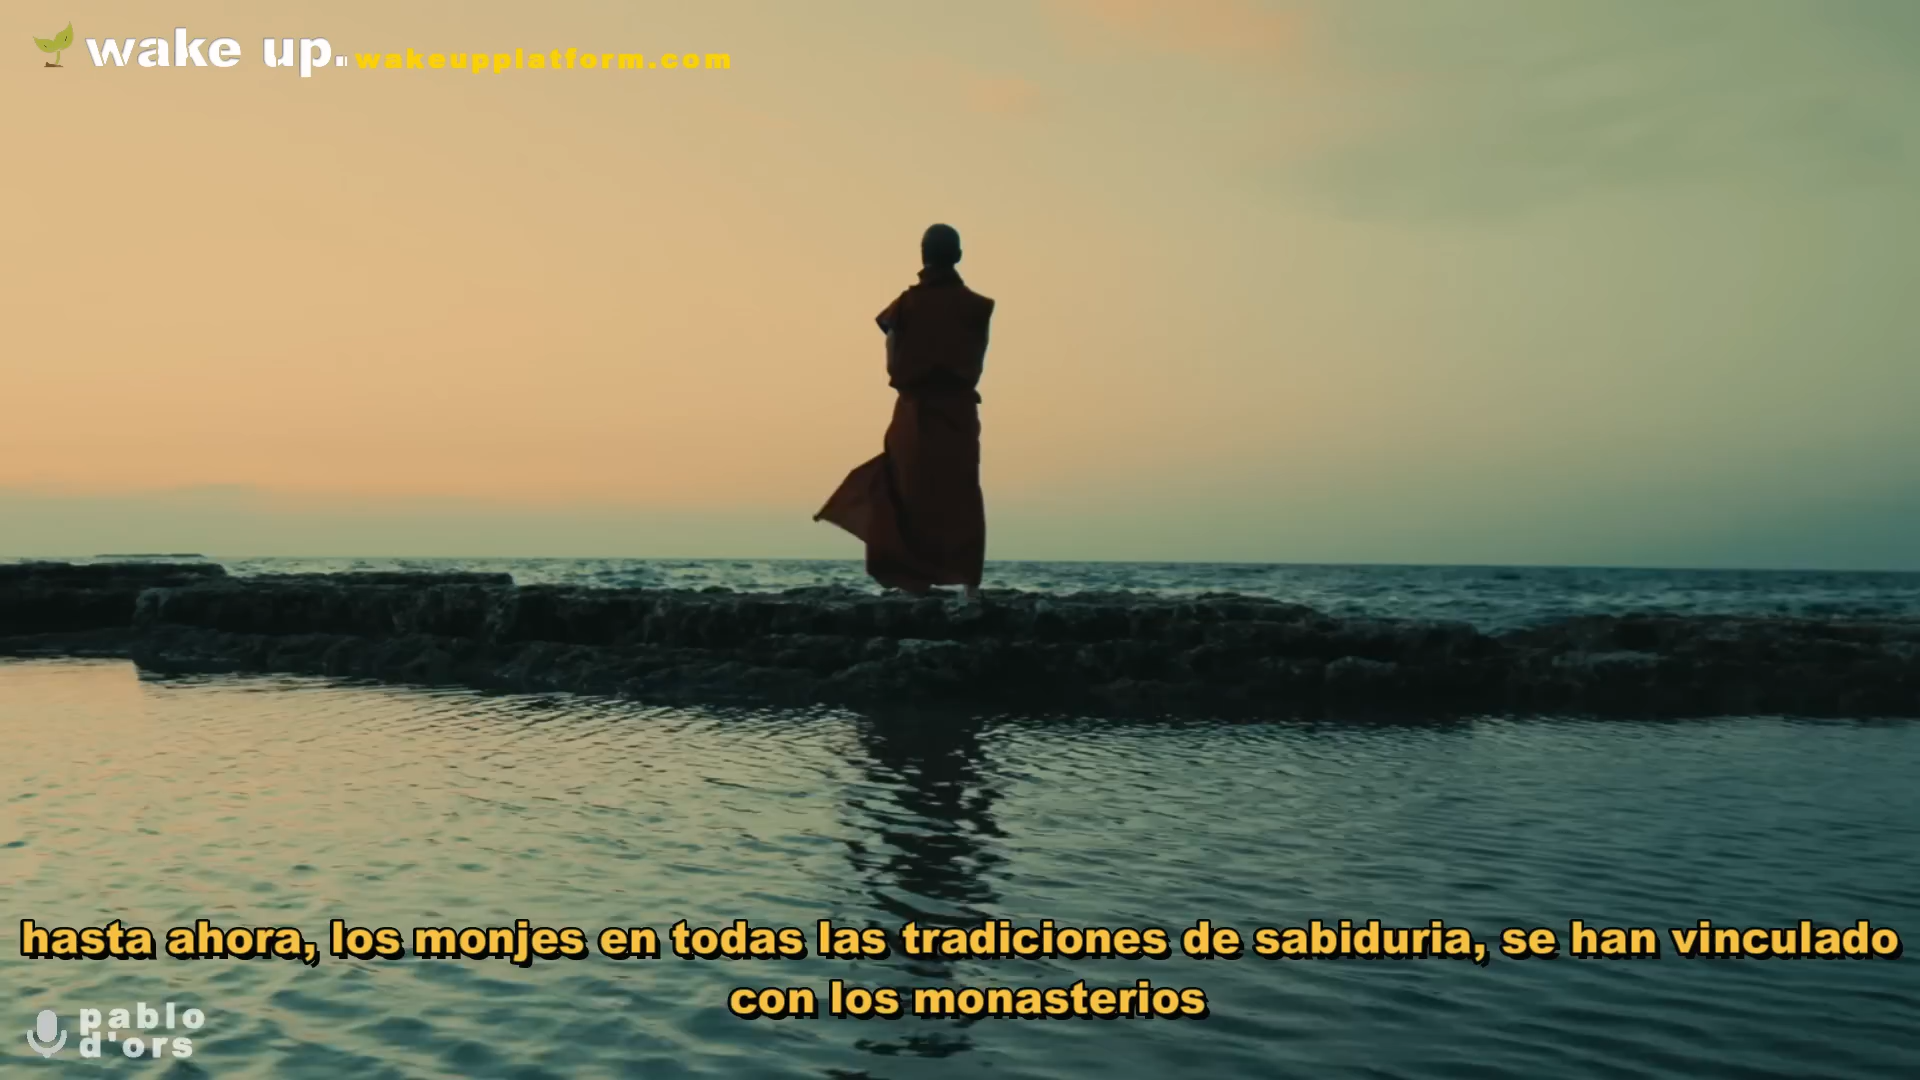 wake up.
wakeupplatform.com
hasta ahora, los monjes en todas las tradiciones de sabiduria, se han vinculado
con los monasterios
pablo
d'ors